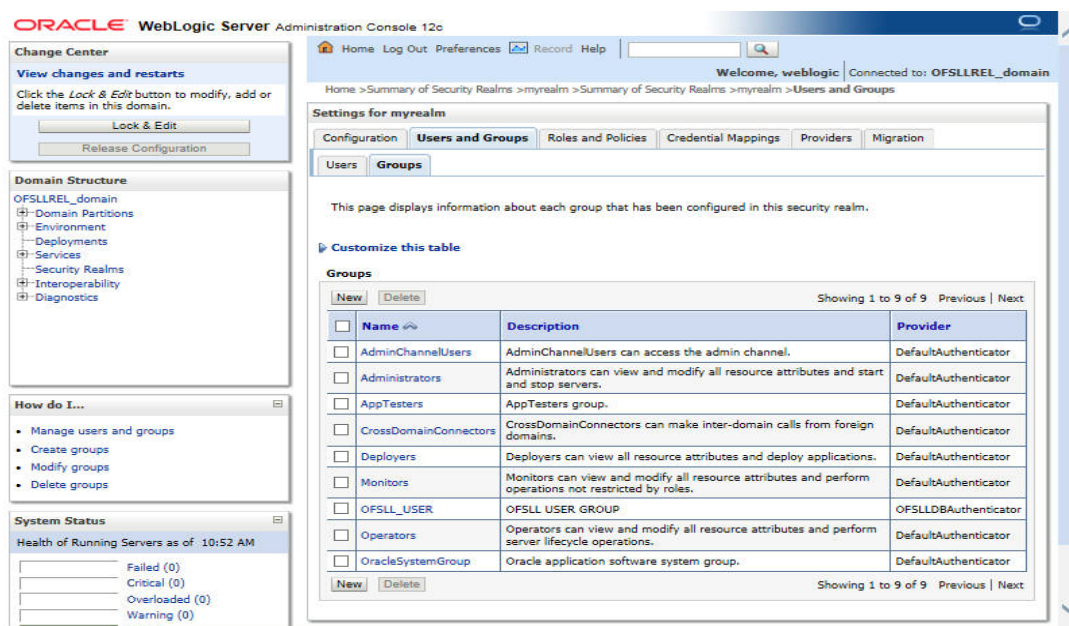 ORACLE WebLogic Server Administration Console 12c
Change Center
View changes and restarts
Click the Lock & Edit button to modify, add or
delete items in this domain.
Lock & Edit
Release Configuration
Domain Structure
OFSLLREL_domain
Domain Partitions
Environment
Deployments
Services
Security Realms
Interoperability
Diagnostics
How do I...
Manage users and groups
Create groups
Modify groups
Delete groups
System Status
Health of Running Servers as of 10:52 AM
Failed (0)
Critical (0)
Overloaded (0)
Warning (0)
Home Log Out Preferences Record Help
Welcome, weblogic Connected to: OFSLLREL_domain
Home >Summary of Security Realms >myrealm >Summary of Security Realms >myrealm >Users and Groups
Settings for myrealm
Configuration Users and Groups Roles and Policies Credential Mappings Providers Migration
Users Groups
This page displays information about each group that has been configured in this security realm.
Customize this table
Groups
New Delete Showing 1 to 9 of 9 Previous | Next
Name Description Provider
AdminChannelUsers AdminChannelUsers can access the admin channel. DefaultAuthenticator
Administrators Administrators can view and modify all resource attributes and start
and stop servers. DefaultAuthenticator
AppTesters AppTesters group. DefaultAuthenticator
CrossDomainConnectors CrossDomainConnectors can make inter-domain calls from foreign
domains. DefaultAuthenticator
Deployers Deployers can view all resource attributes and deploy applications. DefaultAuthenticator
Monitors Monitors can view and modify all resource attributes and perform
operations not restricted by roles. DefaultAuthenticator
OFSLL_USER OFSLL USER GROUP OFSLLDBAuthenticator
Operators Operators can view and modify all resource attributes and perform
server lifecycle operations. DefaultAuthenticator
OracleSystemGroup Oracle application software system group. DefaultAuthenticator
New Delete Showing 1 to 9 of 9 Previous | Next